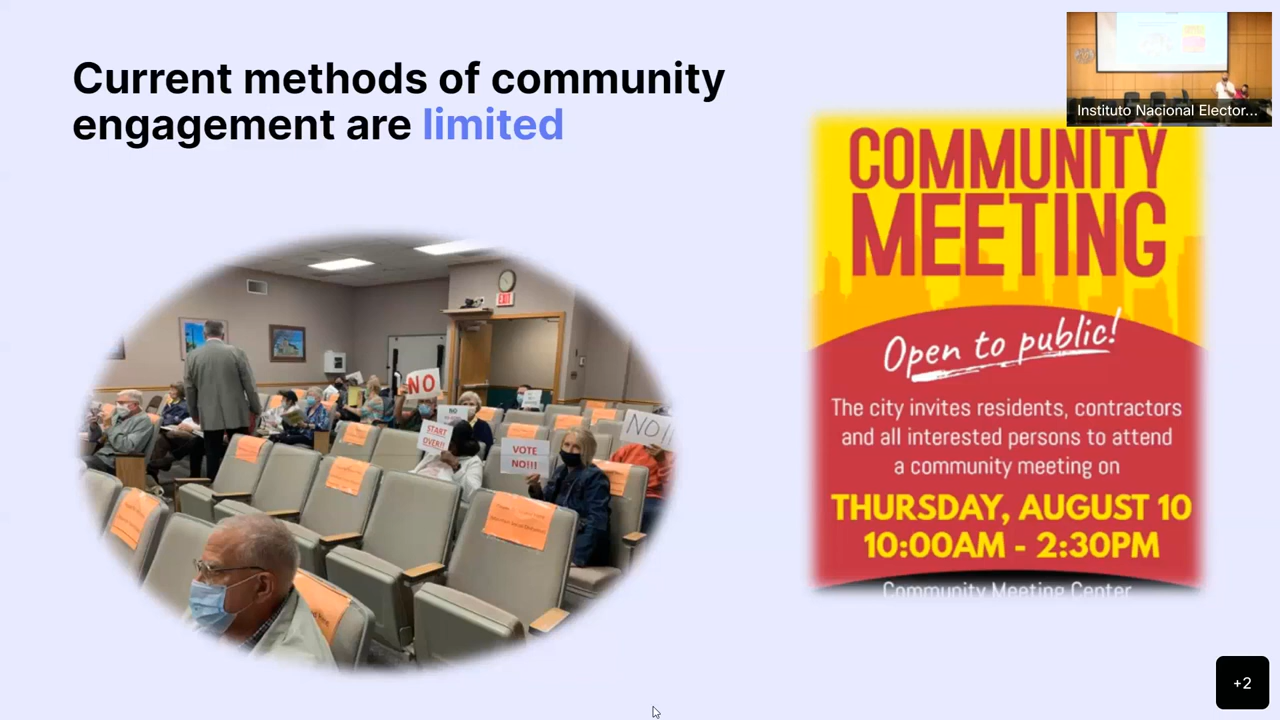 Current methods of community
engagement are limited
Instituto Nacional Elector...
COMMUNITY
MEETING
Open to public!
The city invites residents, contractors
and all interested persons to attend
a community meeting on
THURSDAY, AUGUST 10
10:00AM - 2:30PM
Community Meeting Center
EXIT
NO
NO
START
OVER!!
VOTE
NO!!!
NO!!
+2